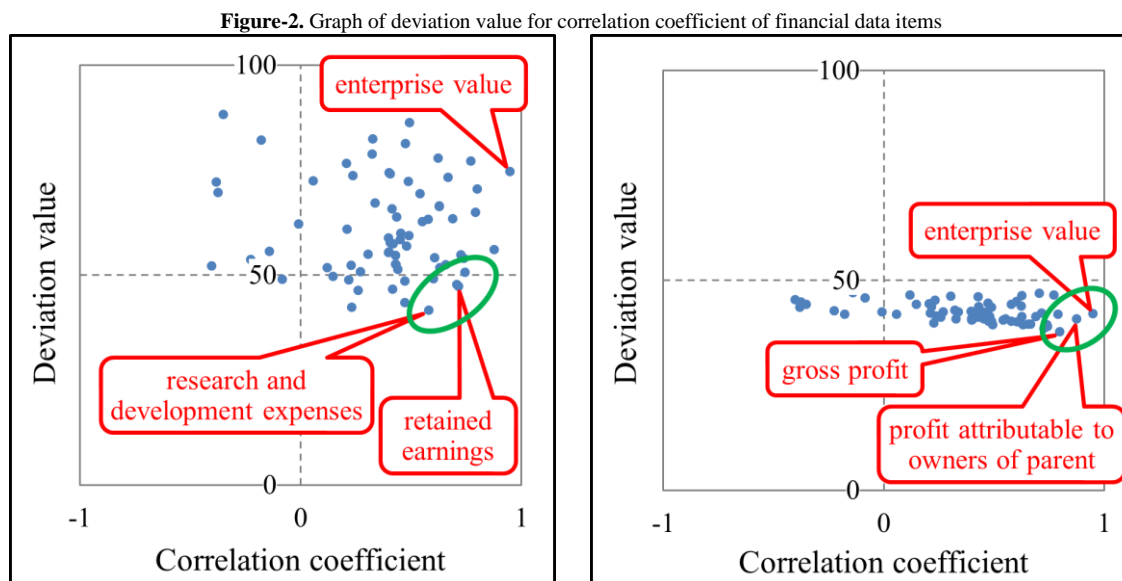 Figure-2. Graph of deviation value for correlation coefficient of financial data items
100
enterprise value
Deviation value
50
research and
development expenses
retained
earnings
0
-1
0
1
Correlation coefficient
100
enterprise value
Deviation value
50
gross profit
profit attributable to
owners of parent
0
-1
0
1
Correlation coefficient